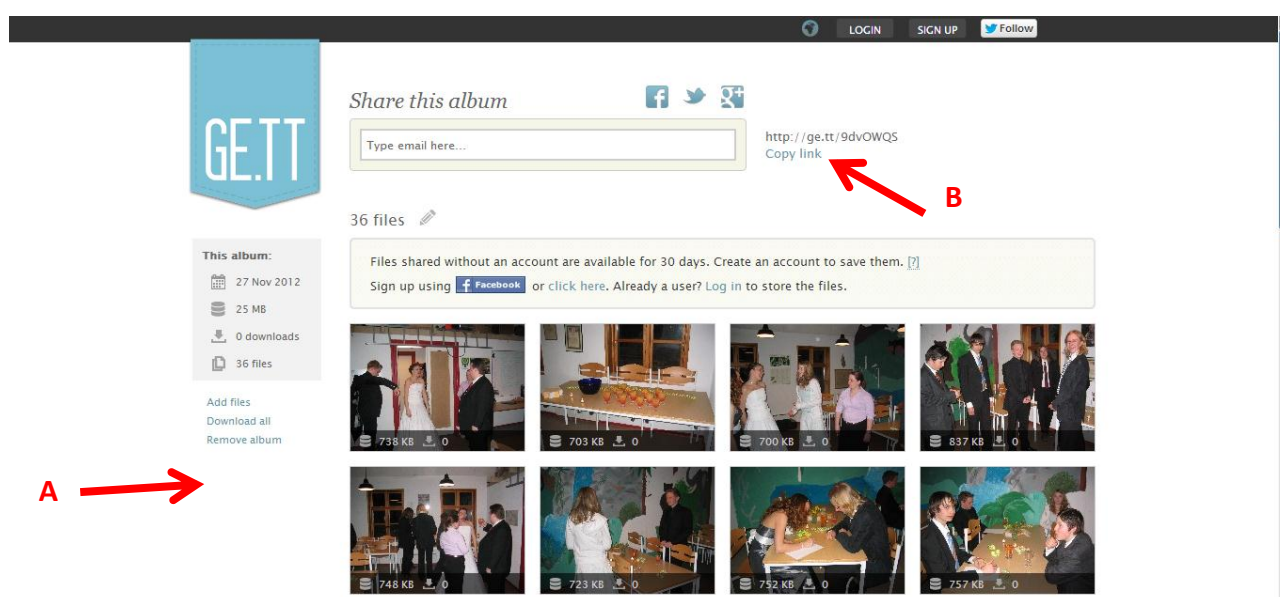 LOGIN SIGN UP Follow
GE.TT
Share this album
Type email here...
http://ge.tt/9dvOWQS
Copy link
B
36 files
This album:
27 Nov 2012
25 MB
0 downloads
36 files
Files shared without an account are available for 30 days. Create an account to save them. [?]
Sign up using f Facebook or click here. Already a user? Log in to store the files.
738 KB 0 703 KB 0 700 KB 0 837 KB 0
Add files
Download all
Remove album
A
748 KB 0 723 KB 0 752 KB 0 757 KB 0